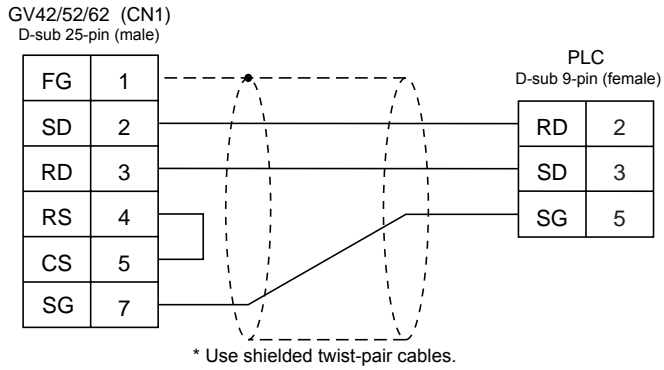 GV42/52/62 (CN1)
D-sub 25-pin (male)
FG 1
SD 2
RD 3
RS 4
CS 5
SG 7
PLC
D-sub 9-pin (female)
RD 2
SD 3
SG 5
* Use shielded twist-pair cables.